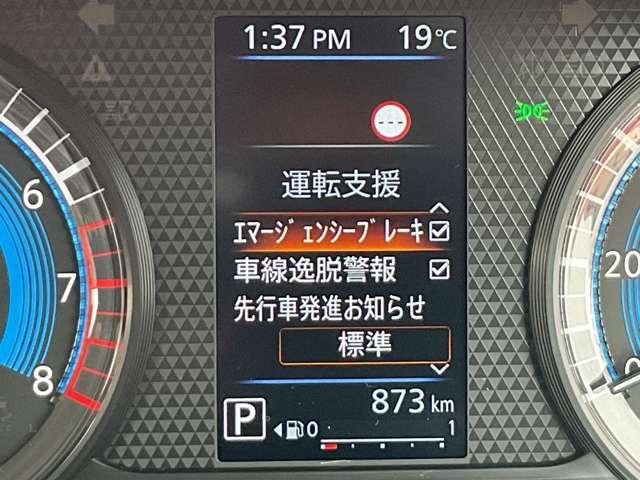 1:37 PM 19℃
---
運転支援
ｴﾏｰｼﾞｪﾝｼｰﾌﾞﾚｰｷ
車線逸脱警報
先行車発進お知らせ
標準
873 km
P 0 1
6
7
8
20
0